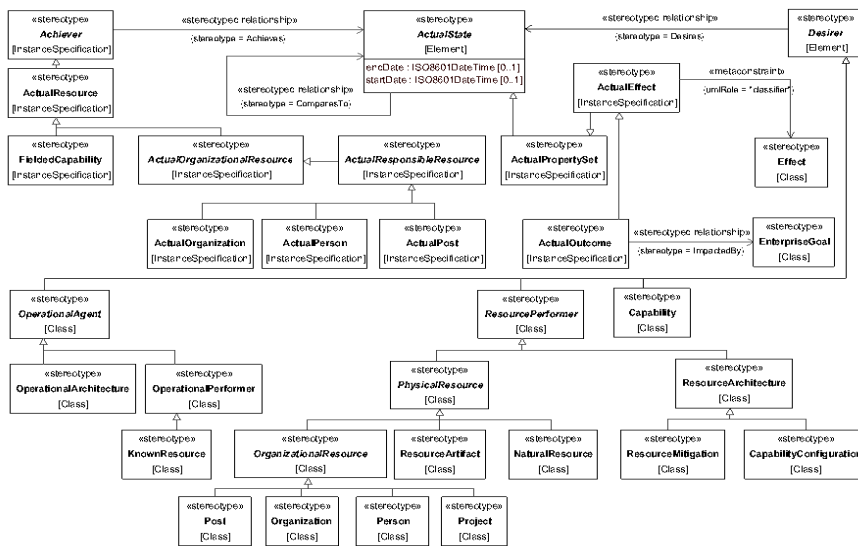 «stereotype»
Achiever
[InstanceSpecification]
«stereotyped relationship»
{stereotype = Achieves}
«stereotype»
ActualState
[Element]
endDate : ISO8601DateTime [0..1]
startDate : ISO8601DateTime [0..1]
«stereotyped relationship»
{stereotype = Desires}
«stereotype»
Desirer
[Element]
«stereotyped relationship»
{stereotype = ComparesTo}
«stereotype»
ActualResource
[InstanceSpecification]
«stereotype»
ActualEffect
[InstanceSpecification]
«metaconstraint»
{umlRole = "classifier"}
«stereotype»
FieldedCapability
[InstanceSpecification]
«stereotype»
ActualOrganizationalResource
[InstanceSpecification]
«stereotype»
ActualResponsibleResource
[InstanceSpecification]
«stereotype»
ActualPropertySet
[InstanceSpecification]
«stereotype»
Effect
[Class]
«stereotype»
ActualOrganization
[InstanceSpecification]
«stereotype»
ActualPerson
[InstanceSpecification]
«stereotype»
ActualPost
[InstanceSpecification]
«stereotype»
ActualOutcome
[InstanceSpecification]
«stereotyped relationship»
{stereotype = ImpactedBy}
«stereotype»
EnterpriseGoal
[Class]
«stereotype»
OperationalAgent
[Class]
«stereotype»
ResourcePerformer
[Class]
«stereotype»
Capability
[Class]
«stereotype»
OperationalArchitecture
[Class]
«stereotype»
OperationalPerformer
[Class]
«stereotype»
PhysicalResource
[Class]
«stereotype»
ResourceArchitecture
[Class]
«stereotype»
KnownResource
[Class]
«stereotype»
OrganizationalResource
[Class]
«stereotype»
ResourceArtifact
[Class]
«stereotype»
NaturalResource
[Class]
«stereotype»
ResourceMitigation
[Class]
«stereotype»
CapabilityConfiguration
[Class]
«stereotype»
Post
[Class]
«stereotype»
Organization
[Class]
«stereotype»
Person
[Class]
«stereotype»
Project
[Class]